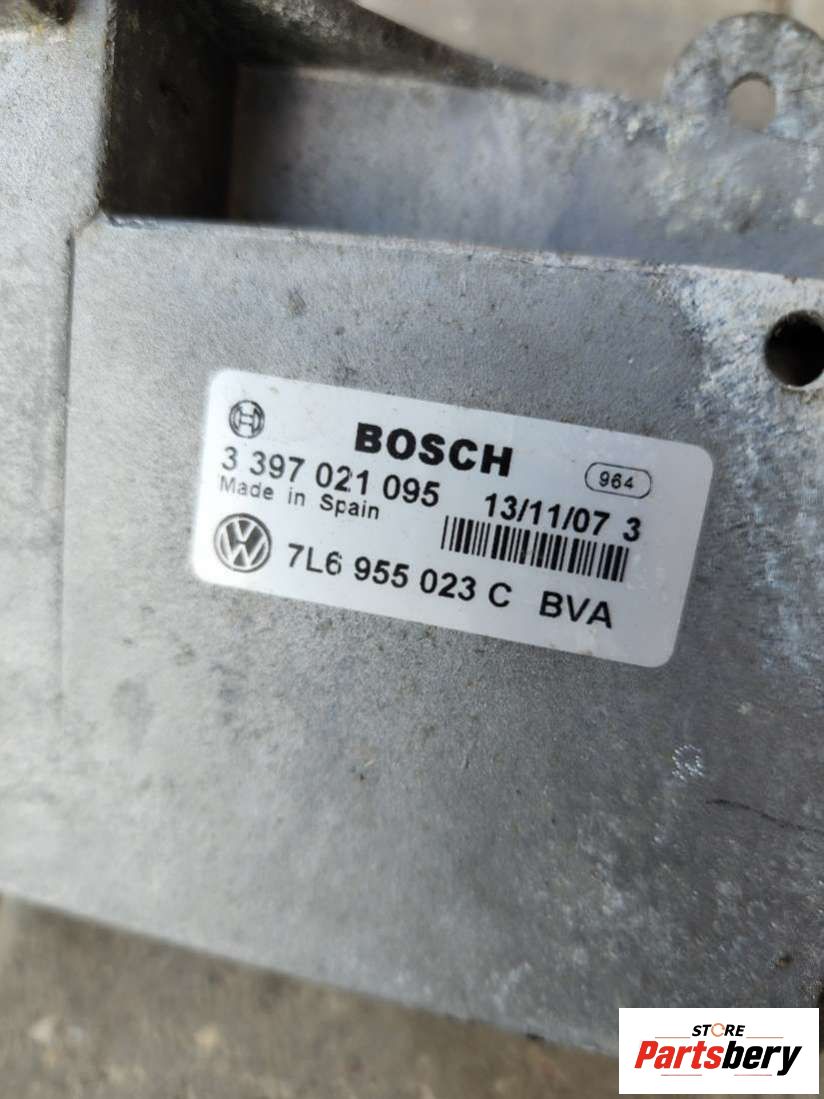 BOSCH
964
3 397 021 095
13/11/07 3
Made in Spain
7L6 955 023 C BVA
STORE
Partsbery